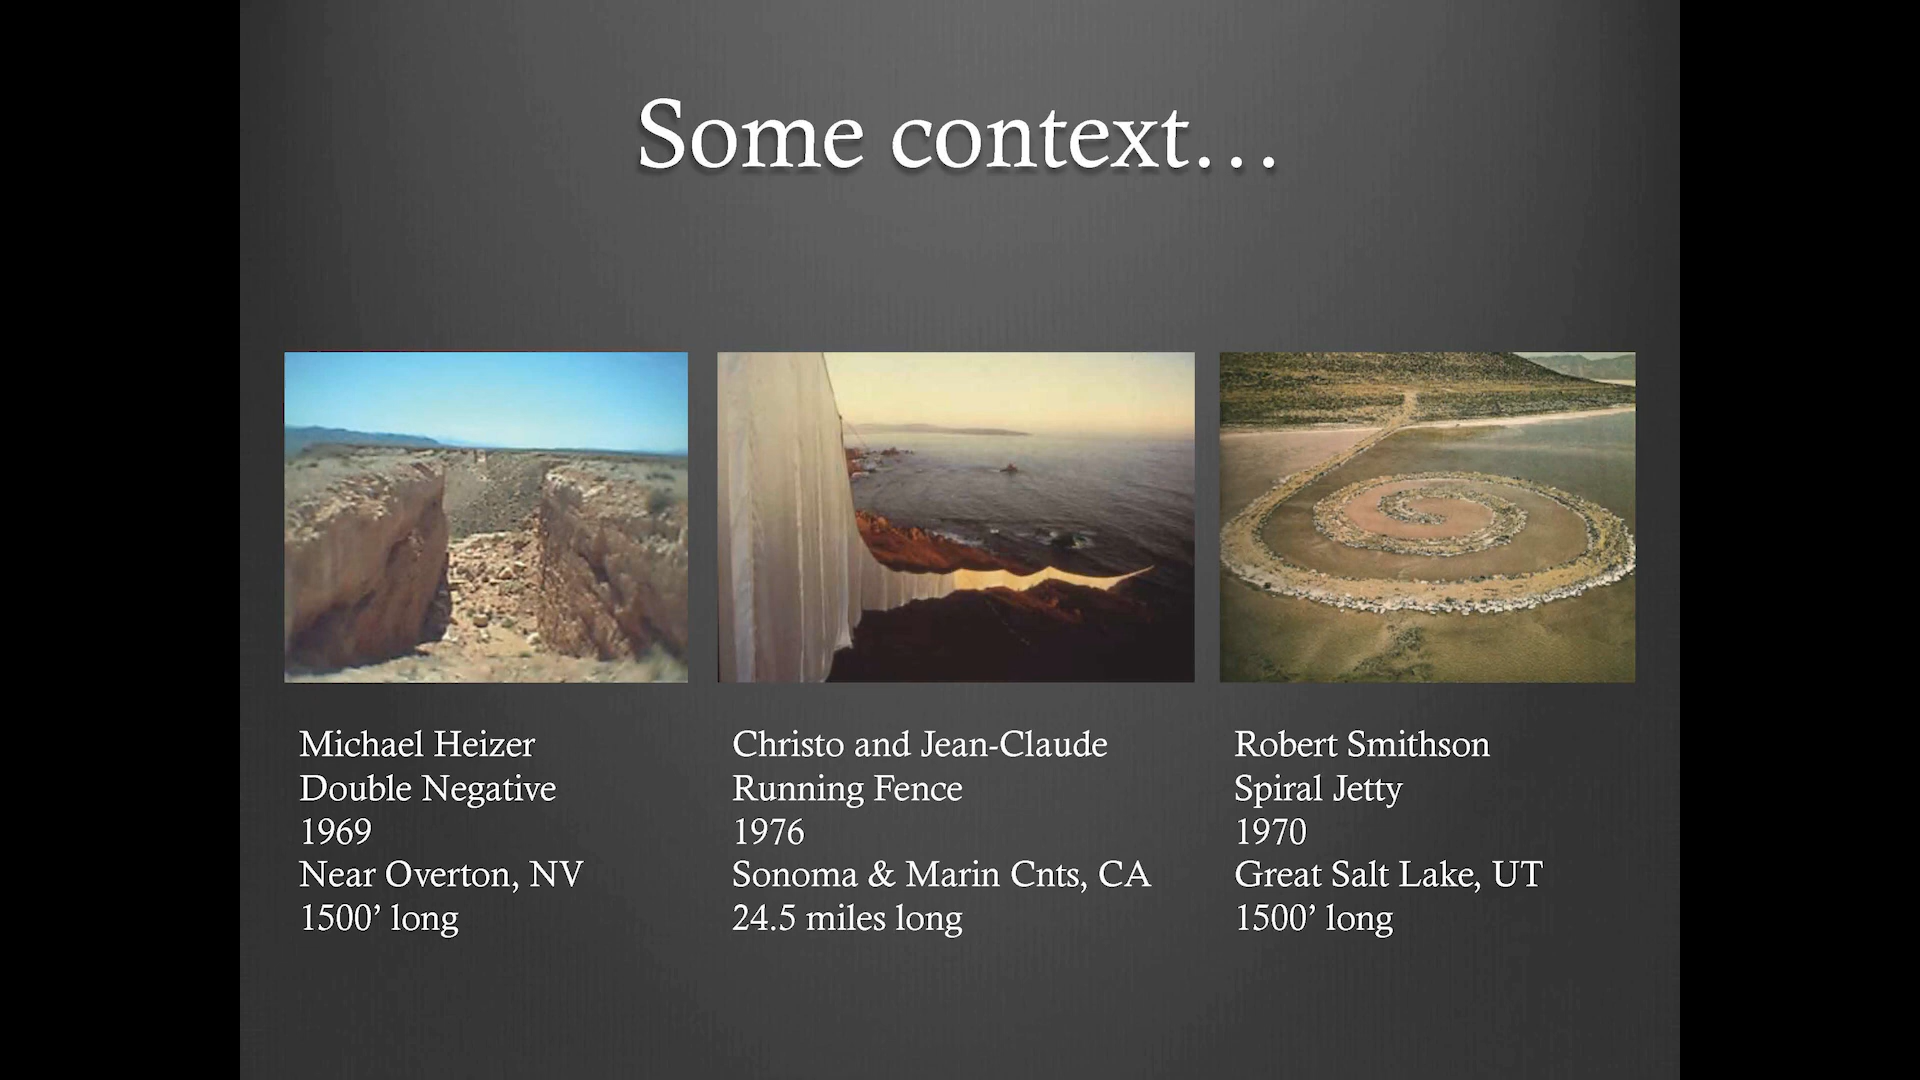 Some context…
Michael Heizer
Double Negative
1969
Near Overton, NV
1500’ long
Christo and Jean-Claude
Running Fence
1976
Sonoma & Marin Cnts, CA
24.5 miles long
Robert Smithson
Spiral Jetty
1970
Great Salt Lake, UT
1500’ long